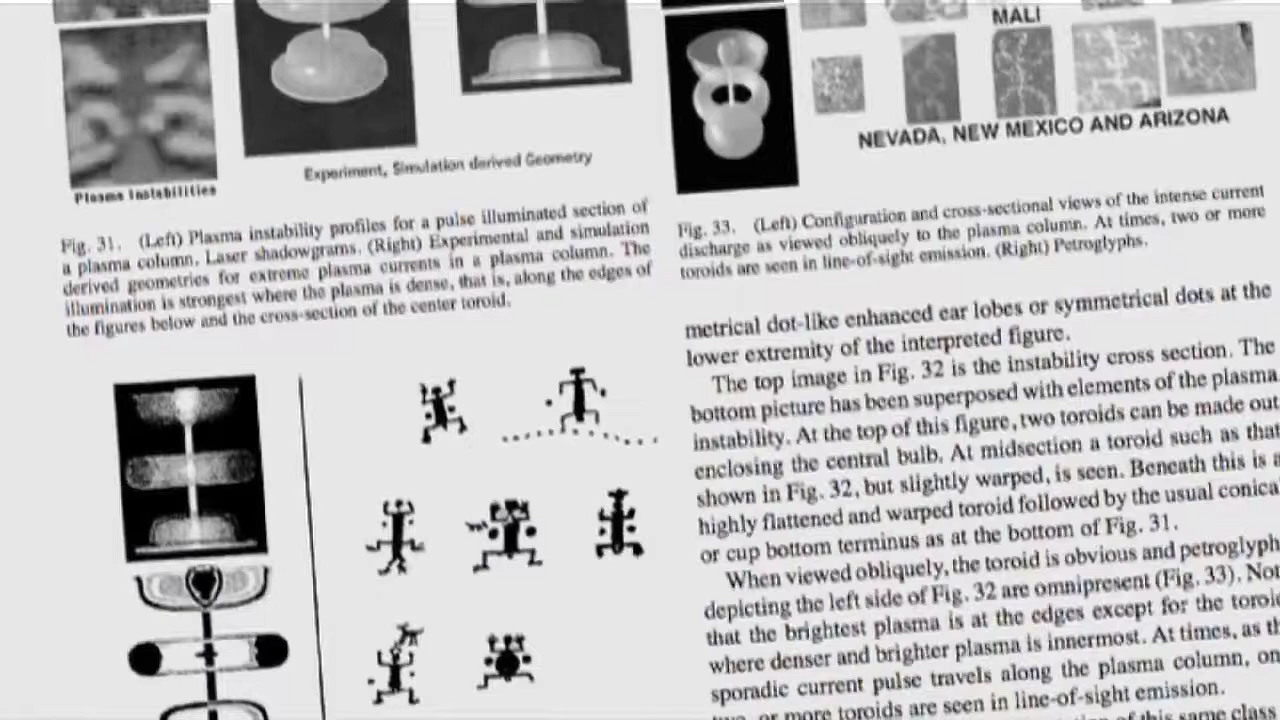 Plasma Instabilities
Experiment, Simulation derived Geometry
Fig. 31. (Left) Plasma instability profiles for a pulse illuminated section of
a plasma column. Laser shadowgrams. (Right) Experimental and simulation
derived geometries for extreme plasma currents in a plasma column. The
illumination is strongest where the plasma is dense, that is, along the edges of
the figures below and the cross-section of the center toroid.
MALI
NEVADA, NEW MEXICO AND ARIZONA
Fig. 33. (Left) Configuration and cross-sectional views of the intense current
discharge as viewed obliquely to the plasma column. At times, two or more
toroids are seen in line-of-sight emission. (Right) Petroglyphs.
metrical dot-like enhanced ear lobes or symmetrical dots at the
lower extremity of the interpreted figure.
The top image in Fig. 32 is the instability cross section. The
bottom picture has been superposed with elements of the plasma
instability. At the top of this figure, two toroids can be made out
enclosing the central bulb. At midsection a toroid such as that
shown in Fig. 32, but slightly warped, is seen. Beneath this is a
highly flattened and warped toroid followed by the usual conica
or cup bottom terminus as at the bottom of Fig. 31.
When viewed obliquely, the toroid is obvious and petroglyph
depicting the left side of Fig. 32 are omnipresent (Fig. 33). Not
that the brightest plasma is at the edges except for the toroi
where denser and brighter plasma is innermost. At times, as th
sporadic current pulse travels along the plasma column, on
two, or more toroids are seen in line-of-sight emission.
of this same class